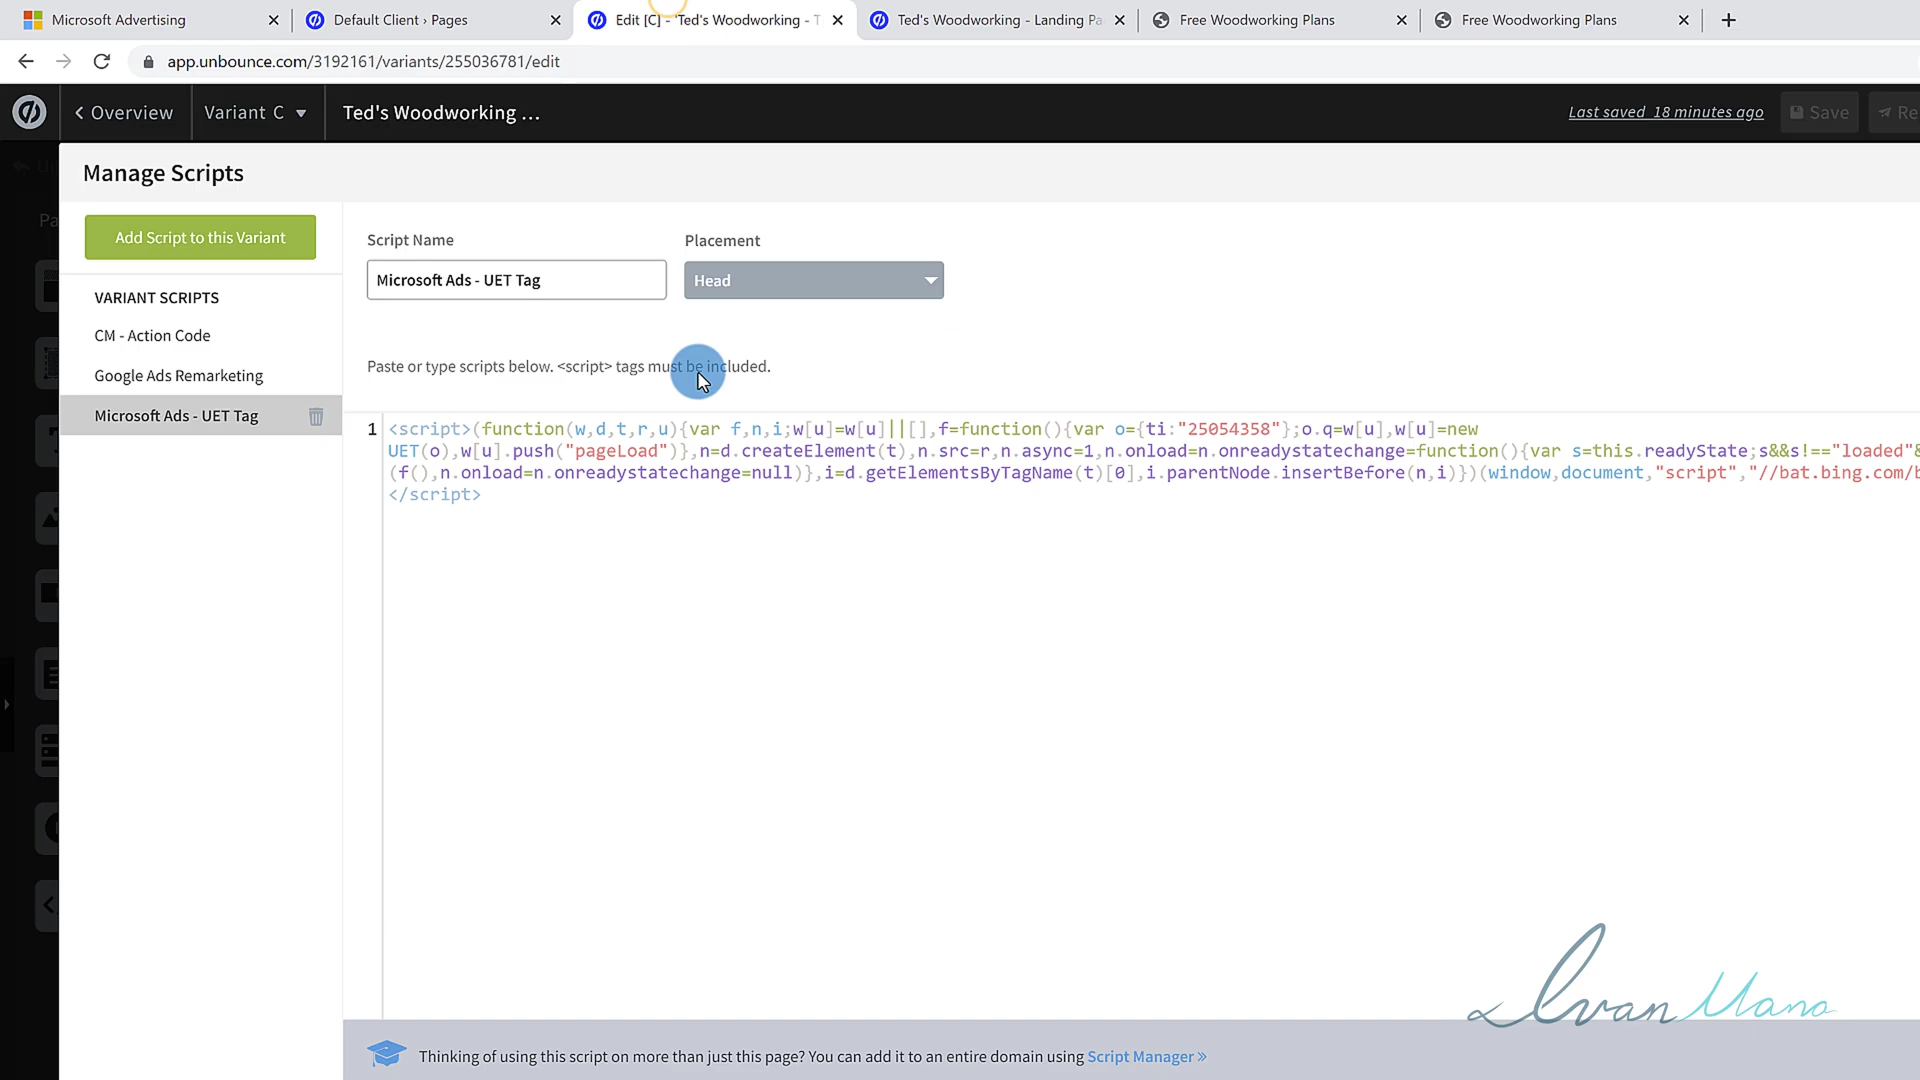 Microsoft Advertising
Default Client › Pages
Edit [C] - 'Ted's Woodworking - T
Ted's Woodworking - Landing Pa
Free Woodworking Plans
Free Woodworking Plans
app.unbounce.com/3192161/variants/255036781/edit
Overview
Variant C
Ted's Woodworking ...
Last saved 18 minutes ago
Save
Re
Manage Scripts
Add Script to this Variant
VARIANT SCRIPTS
CM - Action Code
Google Ads Remarketing
Microsoft Ads - UET Tag
Script Name
Placement
Microsoft Ads - UET Tag
Head
Paste or type scripts below. <script> tags must be included.
1
<script>(function(w,d,t,r,u){var f,n,i;w[u]=w[u]||[],f=function(){var o={ti:"25054358"};o.q=w[u],w[u]=new
UET(o),w[u].push("pageLoad")},n=d.createElement(t),n.src=r,n.async=1,n.onload=n.onreadystatechange=function(){var s=this.readyState;s&&s!=="loaded"&
(f(),n.onload=n.onreadystatechange=null)},i=d.getElementsByTagName(t)[0],i.parentNode.insertBefore(n,i)})(window,document,"script","//bat.bing.com/b
</script>
Ivan Mana
Thinking of using this script on more than just this page? You can add it to an entire domain using Script Manager »